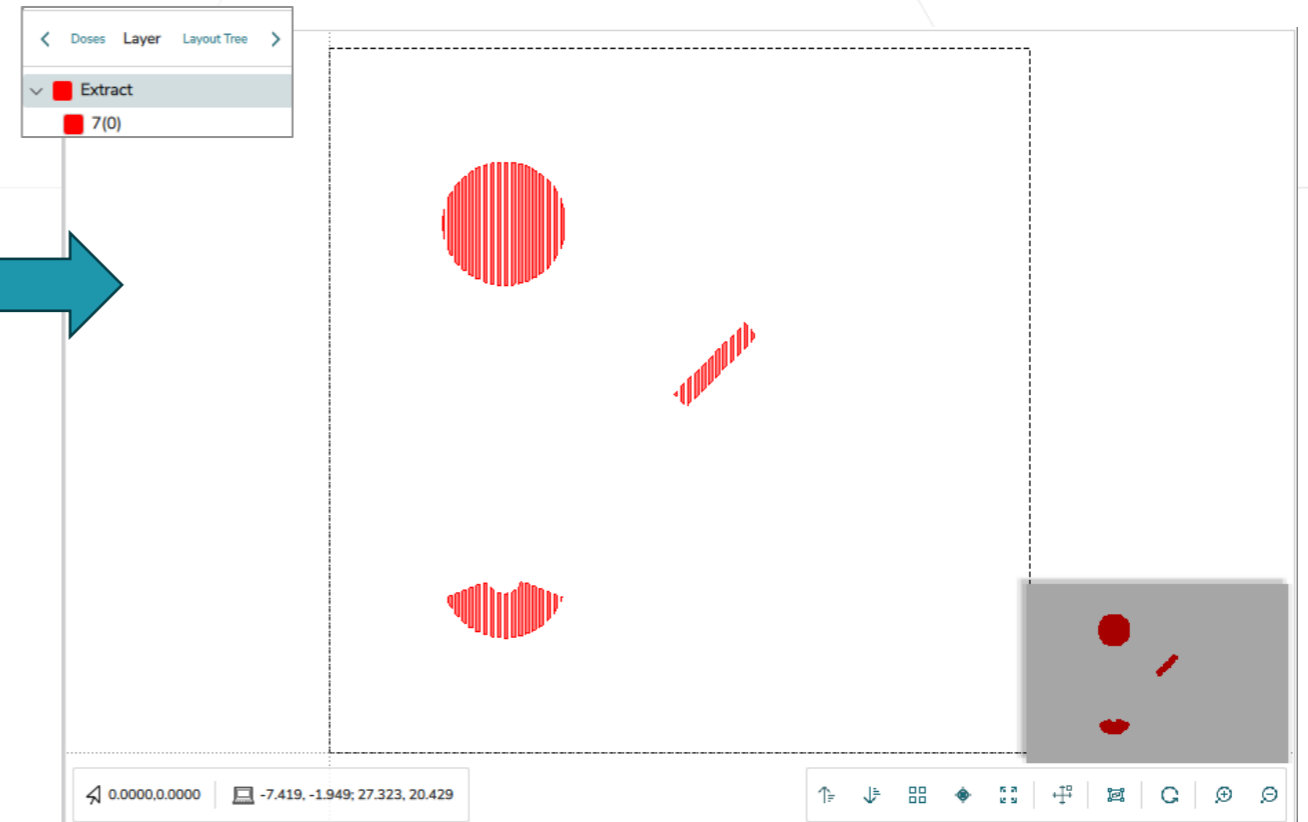 Doses Layer Layout Tree
Extract
7(0)
0.0000,0.0000 -7.419, -1.949; 27.323, 20.429